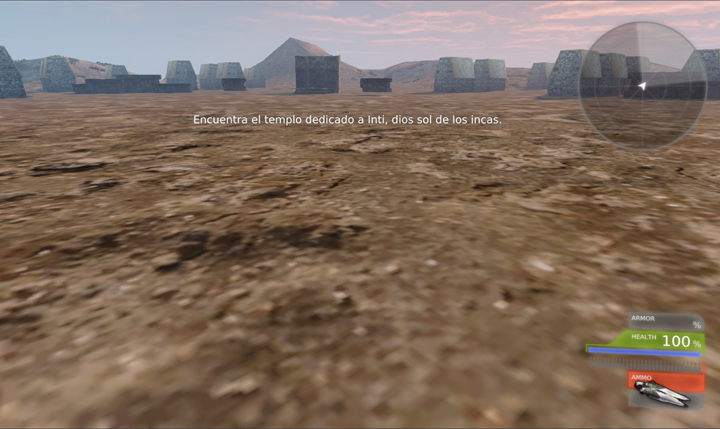 Encuentra el templo dedicado a Inti, dios sol de los incas.
ARMOR
%
HEALTH 100 %
AMMO